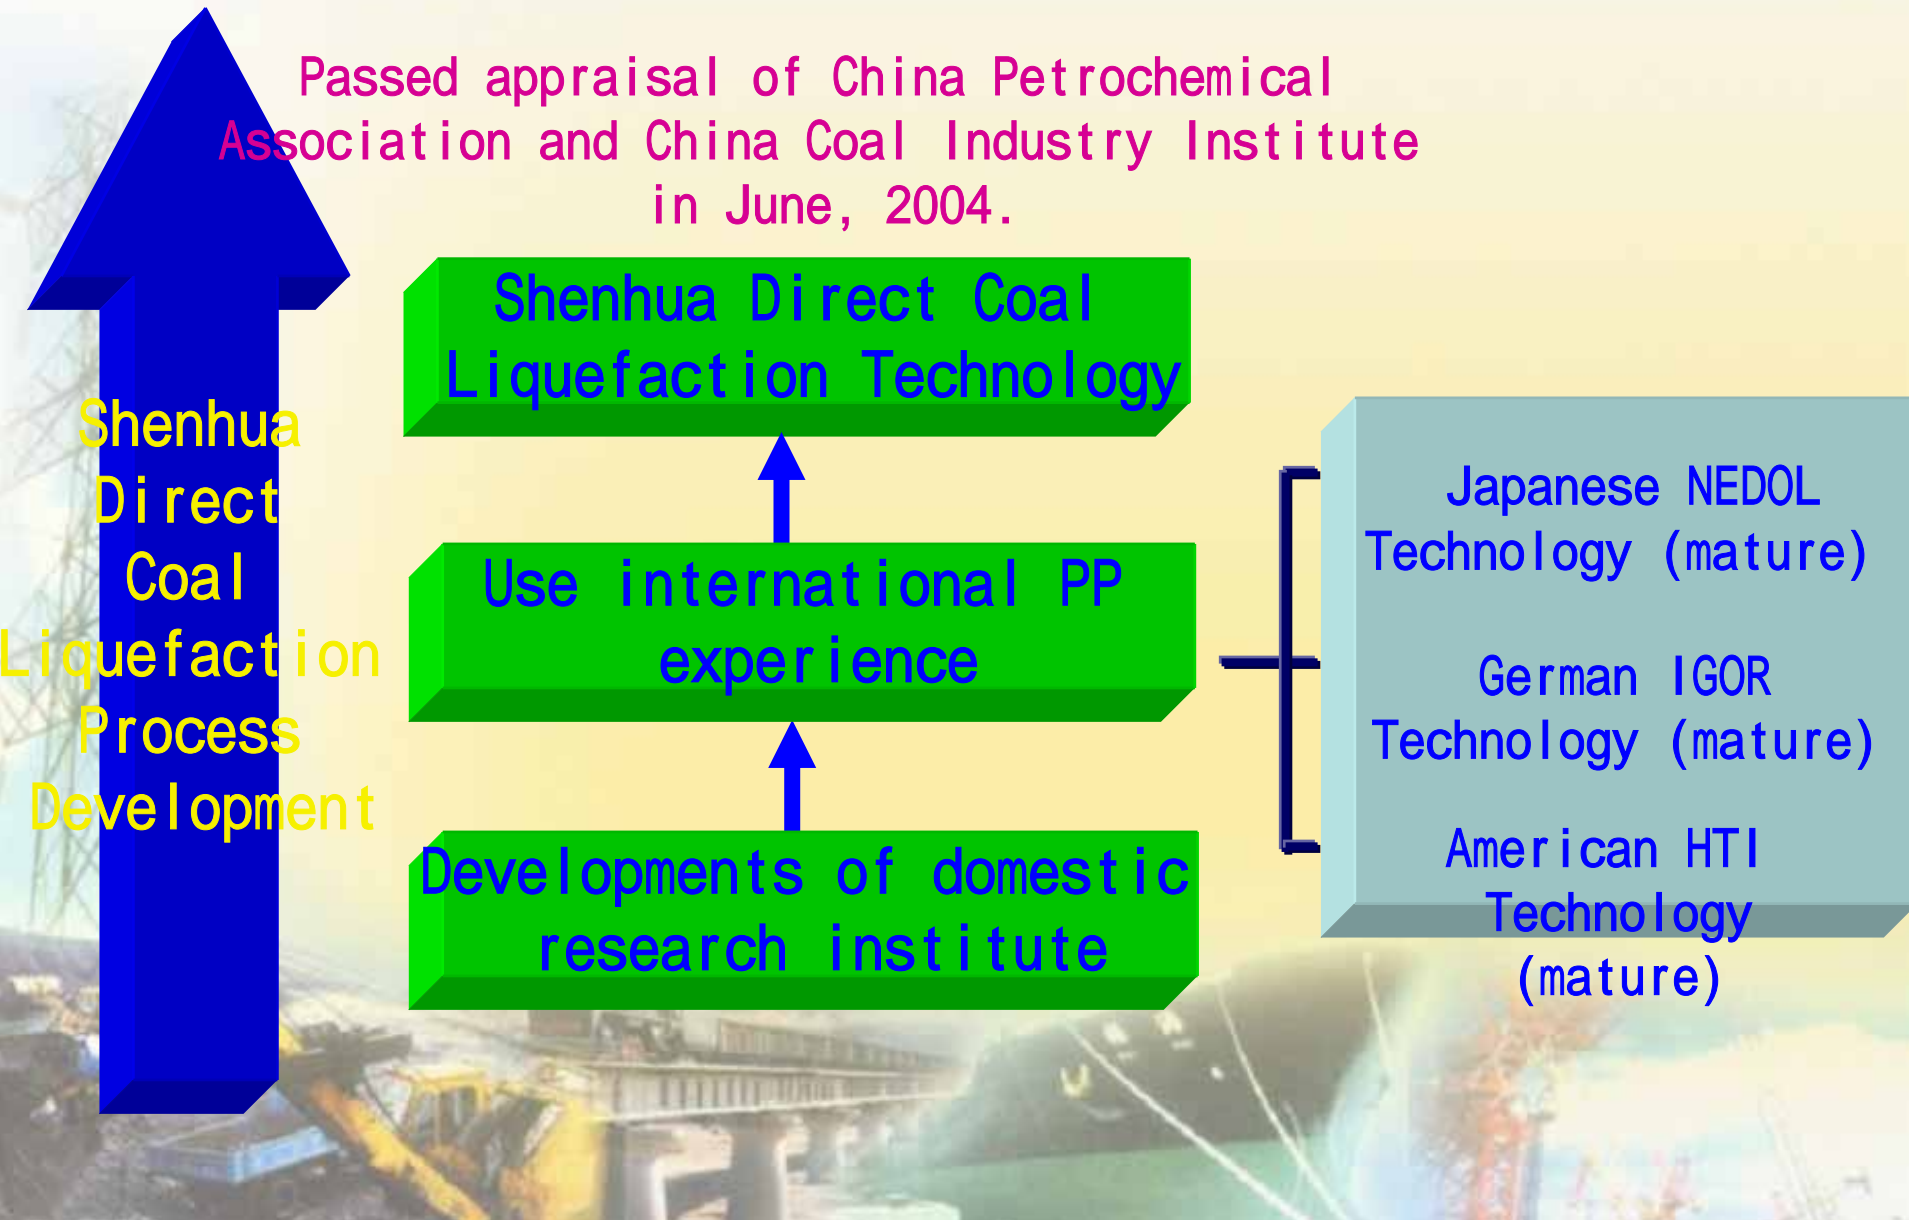 Passed appraisal of China Petrochemical
Association and China Coal Industry Institute
in June, 2004.
Shenhua
Direct
Coal
Liquefaction
Process
Development
Shenhua Direct Coal
Liquefaction Technology
Use international PP
experience
Developments of domestic
research institute
Japanese NEDOL
Technology (mature)
German IGOR
Technology (mature)
American HTI
Technology
(mature)